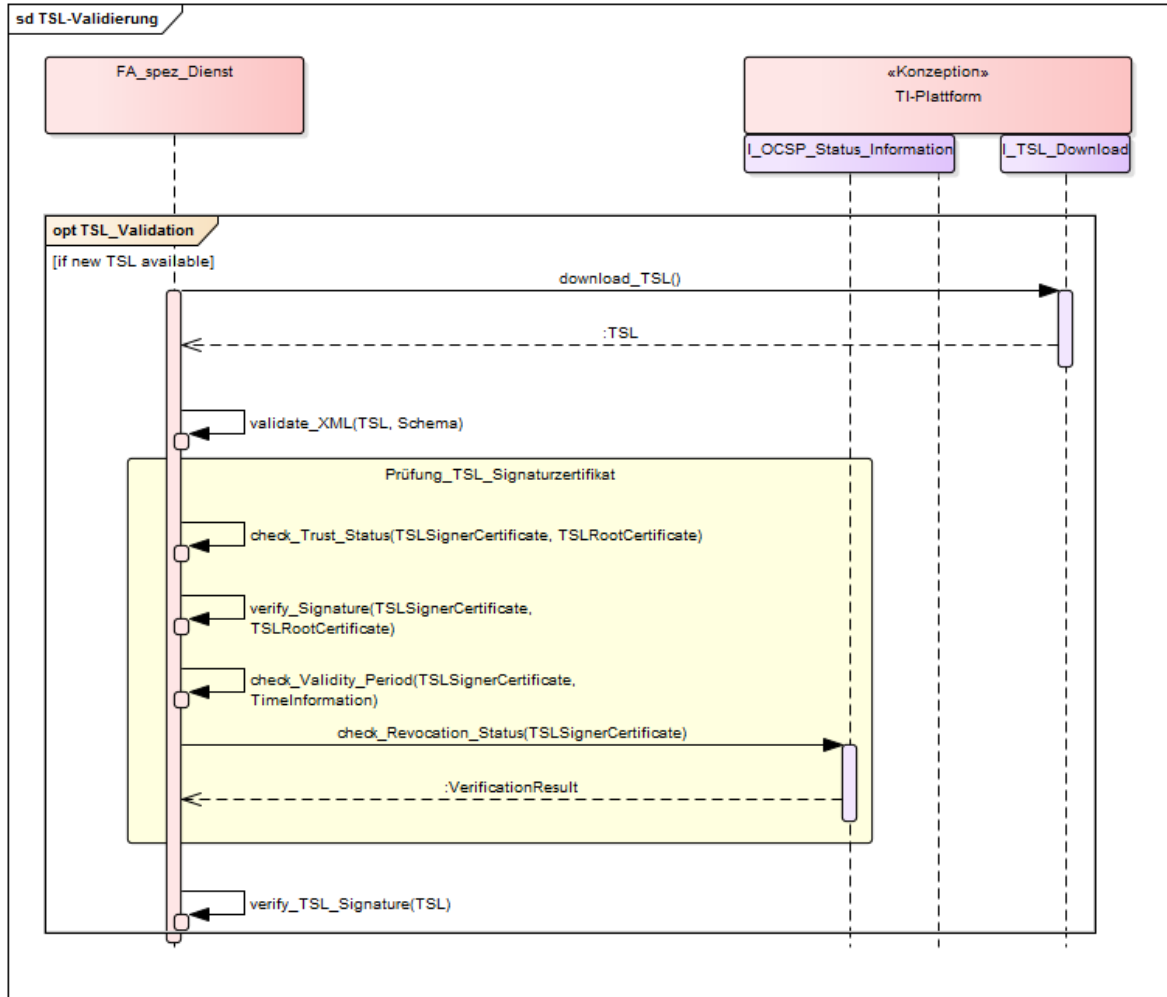 sd TSL-Validierung
FA_spez_Dienst
«Konzeption»
TI-Plattform
I_OCSP_Status_Information
I_TSL_Download
opt TSL_Validation
[if new TSL available]
download_TSL()
:TSL
validate_XML(TSL, Schema)
Prüfung_TSL_Signaturzertifikat
check_Trust_Status(TSLSignerCertificate, TSLRootCertificate)
verify_Signature(TSLSignerCertificate,
TSLRootCertificate)
check_Validity_Period(TSLSignerCertificate,
TimeInformation)
check_Revocation_Status(TSLSignerCertificate)
:VerificationResult
verify_TSL_Signature(TSL)